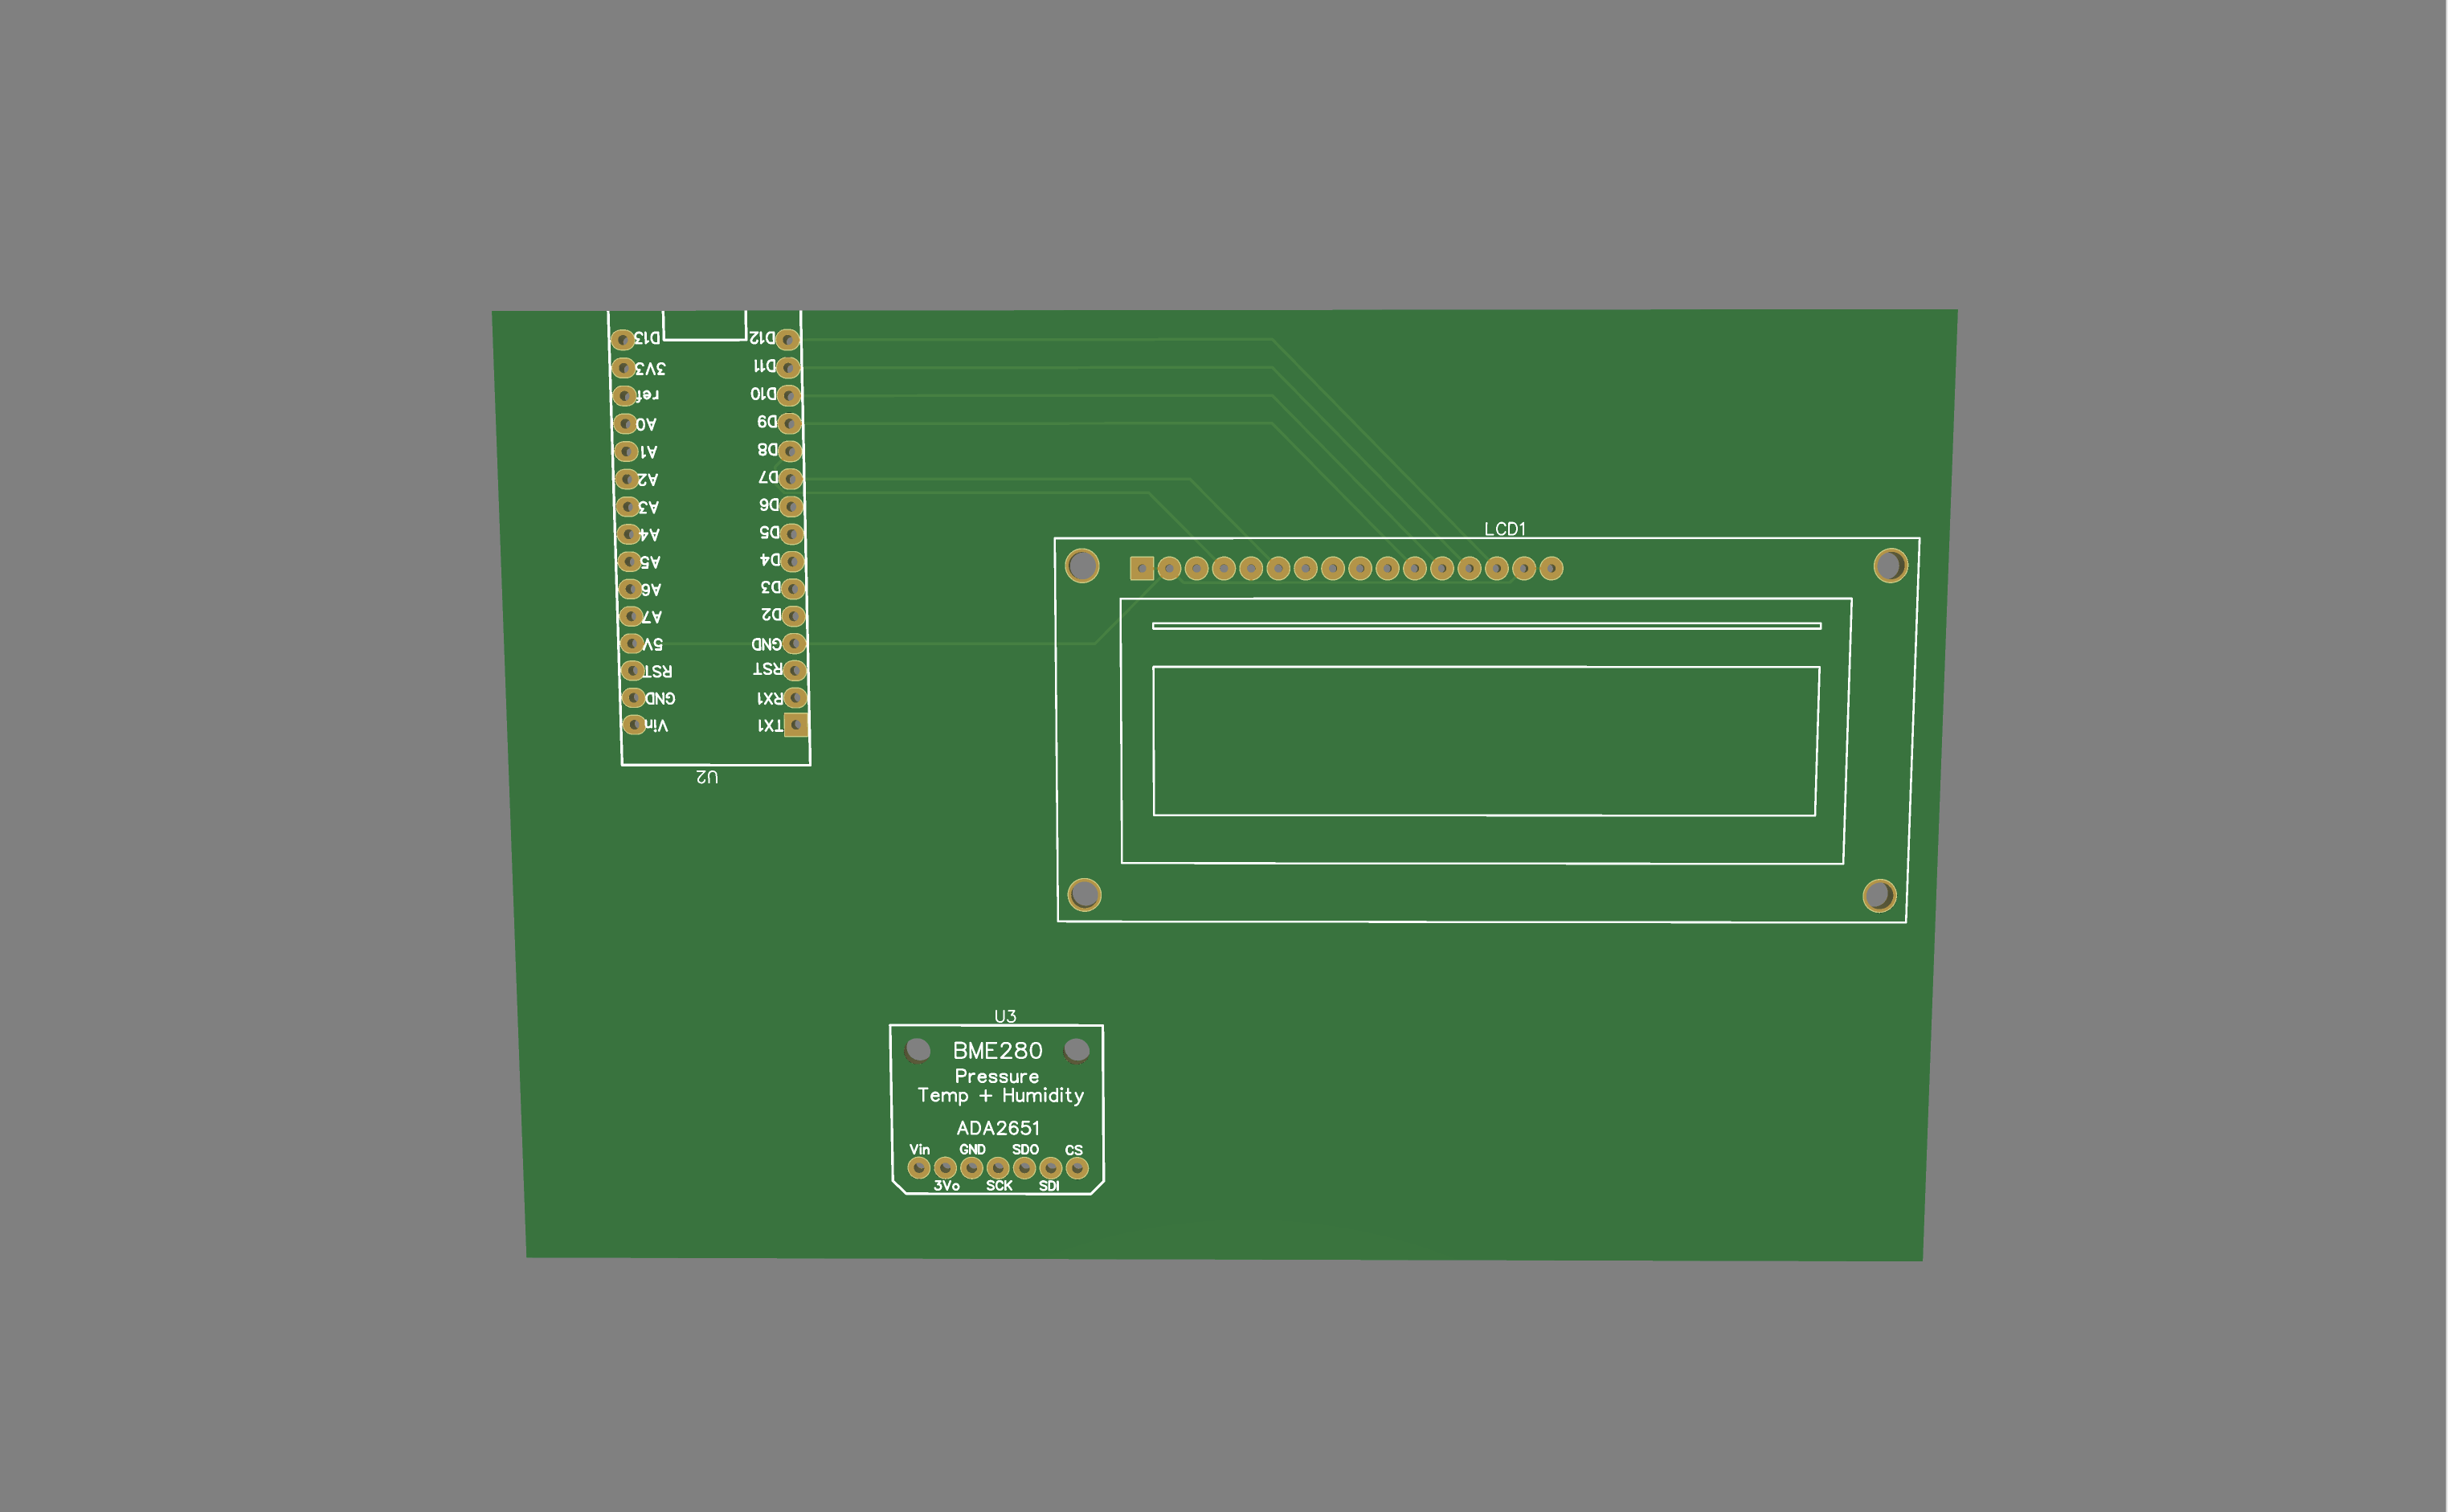 D13 D12
3V3 D11
ref D10
A0 D9
A1 D8
A2 D7
A3 D6
A4 D5
A5 D4
A6 D3
A7 D2
5V GND
RST RST
GND RX1
Vin TX1
U2
LCD1
U3
BME280
Pressure
Temp + Humidity
ADA2651
Vin GND SDO CS
3Vo SCK SDI